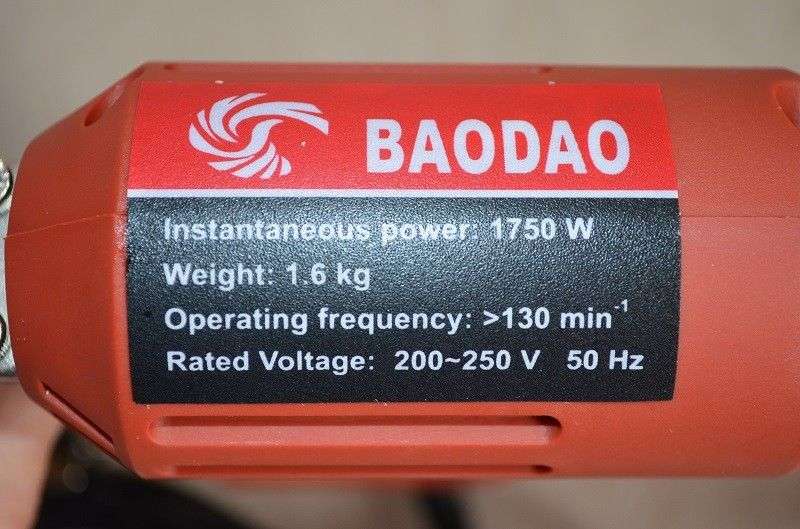 BAODAO
Instantaneous power: 1750 W
Weight: 1.6 kg
Operating frequency: >130 min⁻¹
Rated Voltage: 200~250 V 50 Hz